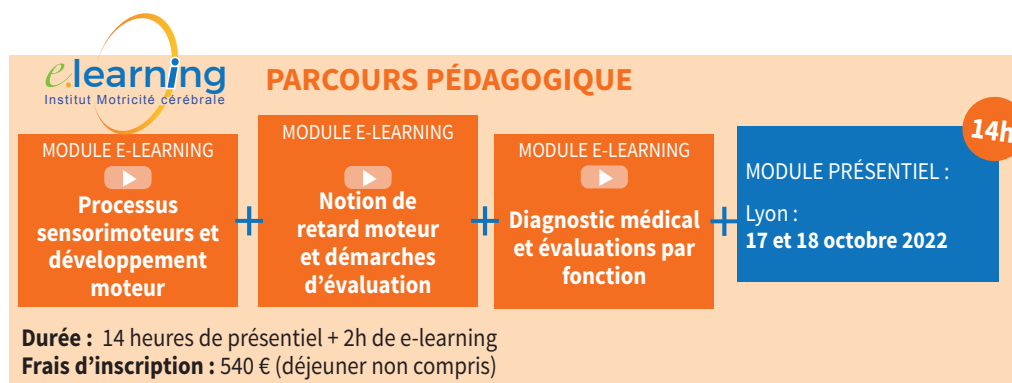 e.learning
Institut Motricité cérébrale
PARCOURS PÉDAGOGIQUE
MODULE E-LEARNING
Processus
sensorimoteurs et
développement
moteur
+
MODULE E-LEARNING
Notion de
retard moteur
et démarches
d’évaluation
+
MODULE E-LEARNING
Diagnostic médical
et évaluations par
fonction
+
14h
MODULE PRÉSENTIEL :
Lyon :
17 et 18 octobre 2022
Durée : 14 heures de présentiel + 2h de e-learning
Frais d’inscription : 540 € (déjeuner non compris)